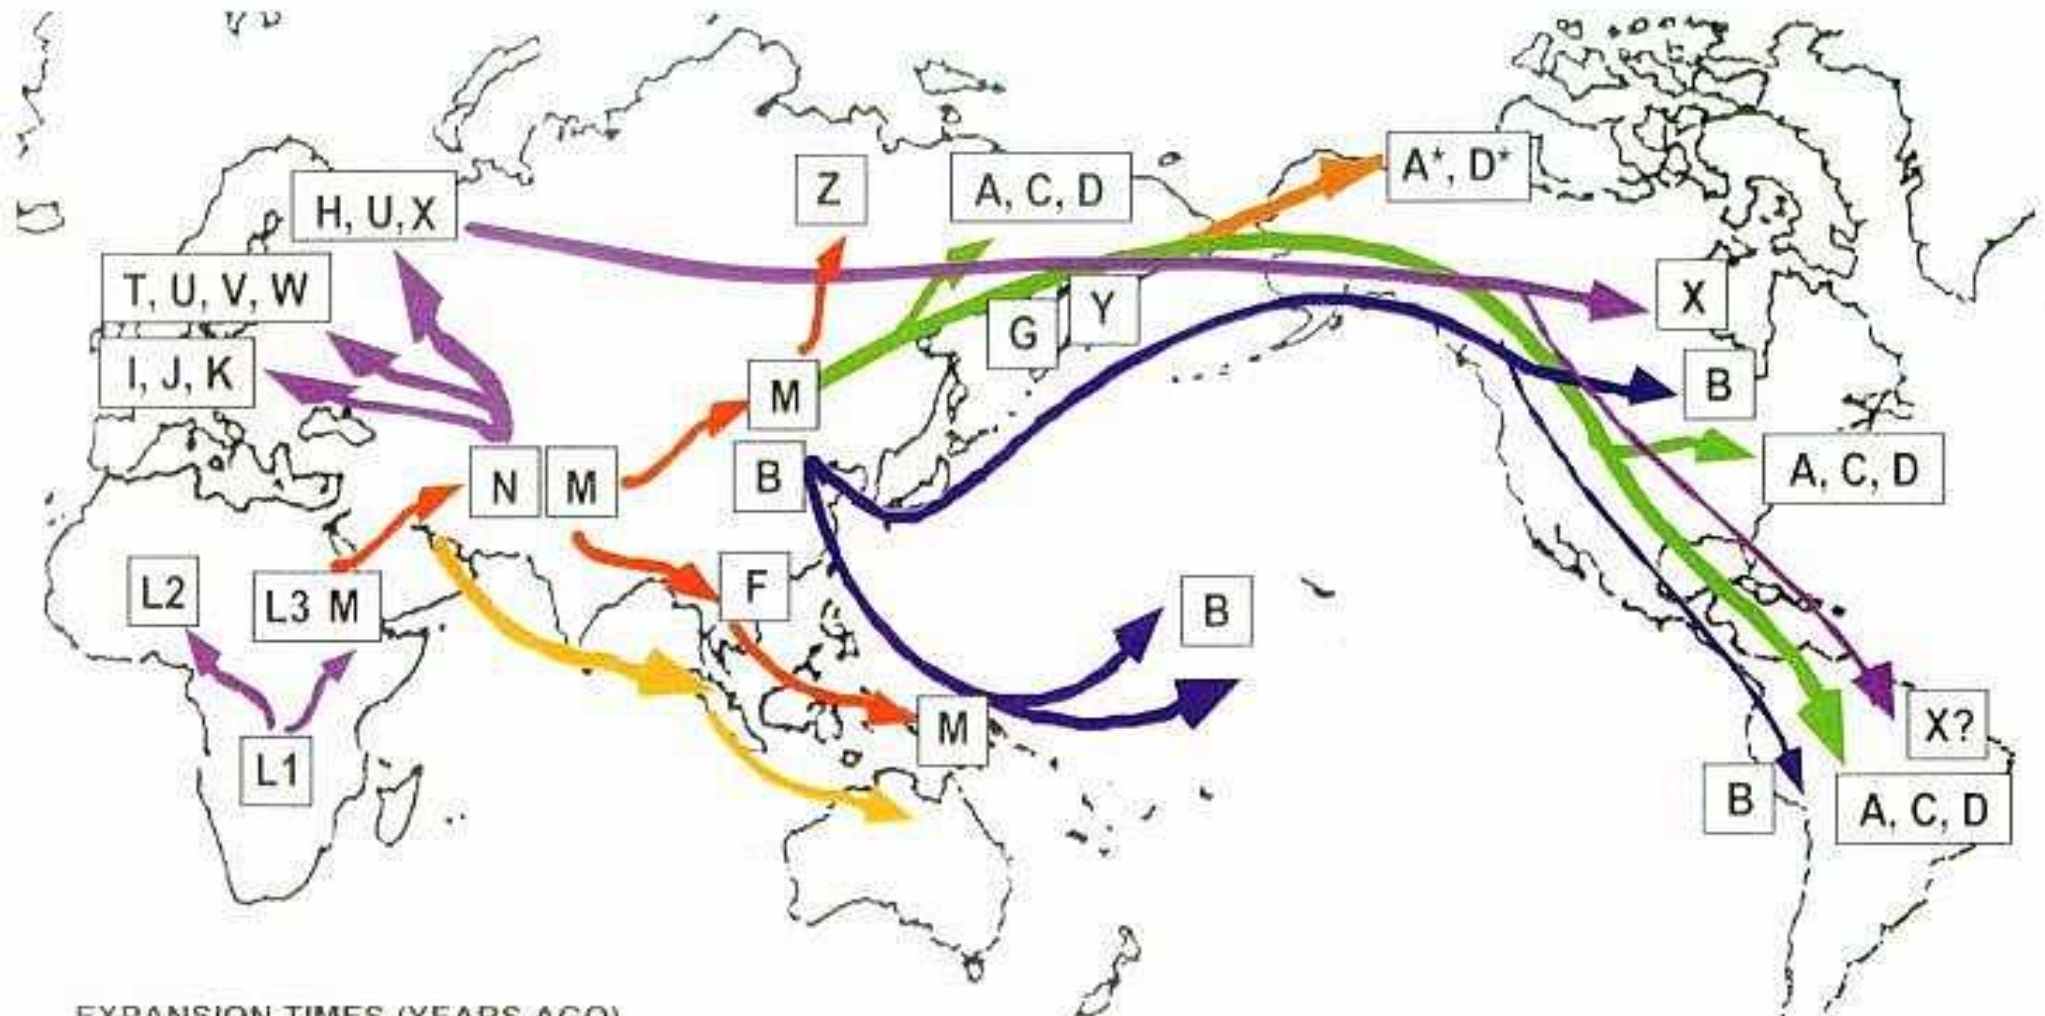 Z
A, C, D
A*, D*
H, U, X
T, U, V, W
I, J, K
G
Y
X
M
B
B
A, C, D
N
M
L2
L3 M
F
B
L1
M
X?
B
A, C, D
EXPANSION TIMES (YEARS AGO)